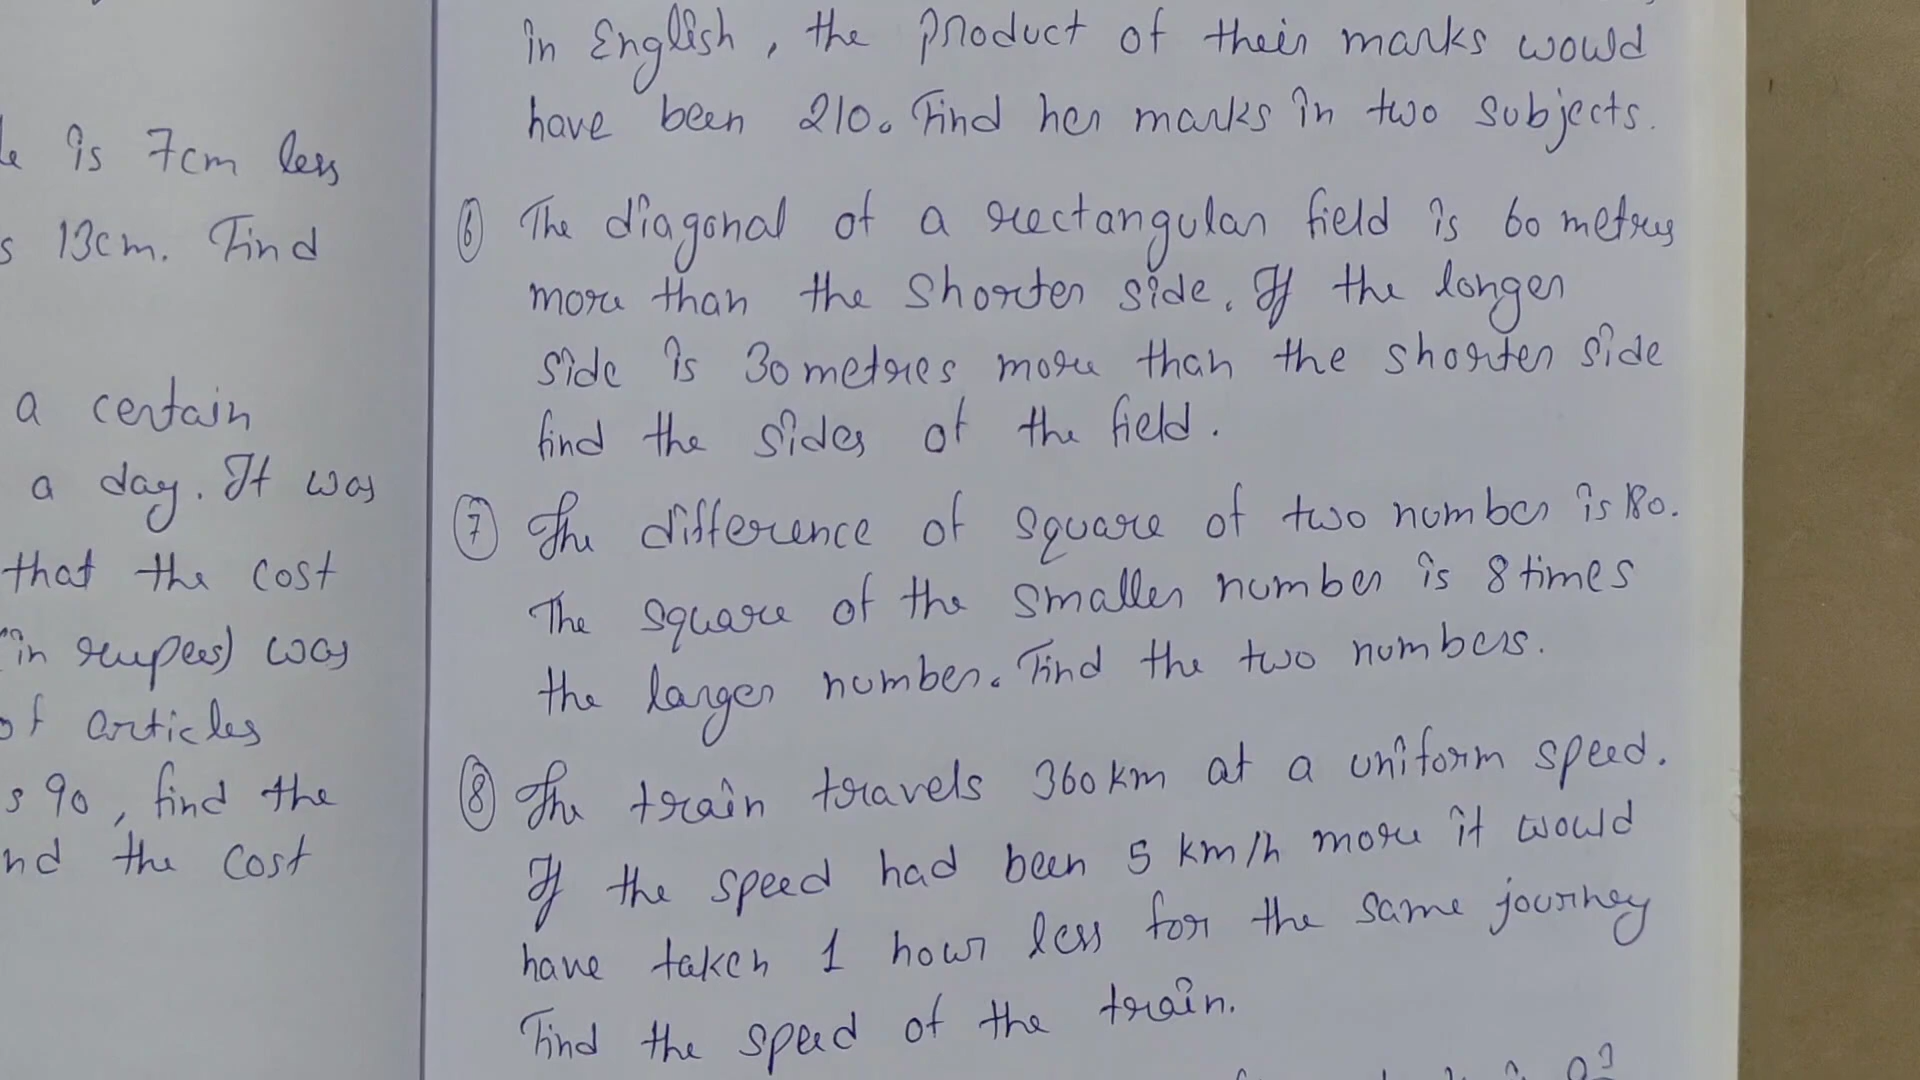 is 7cm less
s 13cm. Find
a certain
a day. It was
that the cost
in rupees) was
of articles
s 90, find the
nd the cost
in English, the product of their marks would
have been 210. Find her marks in two subjects.
⑥ The diagonal of a rectangular field is 60 metres
more than the shorter side. If the longer
side is 30 metres more than the shorter side
find the sides of the field.
⑦ The difference of square of two number is 180.
The square of the smaller number is 8 times
the larger number. Find the two numbers.
⑧ The train travels 360 km at a uniform speed.
If the speed had been 5 km/h more it would
have taken 1 hour less for the same journey
Find the speed of the train.